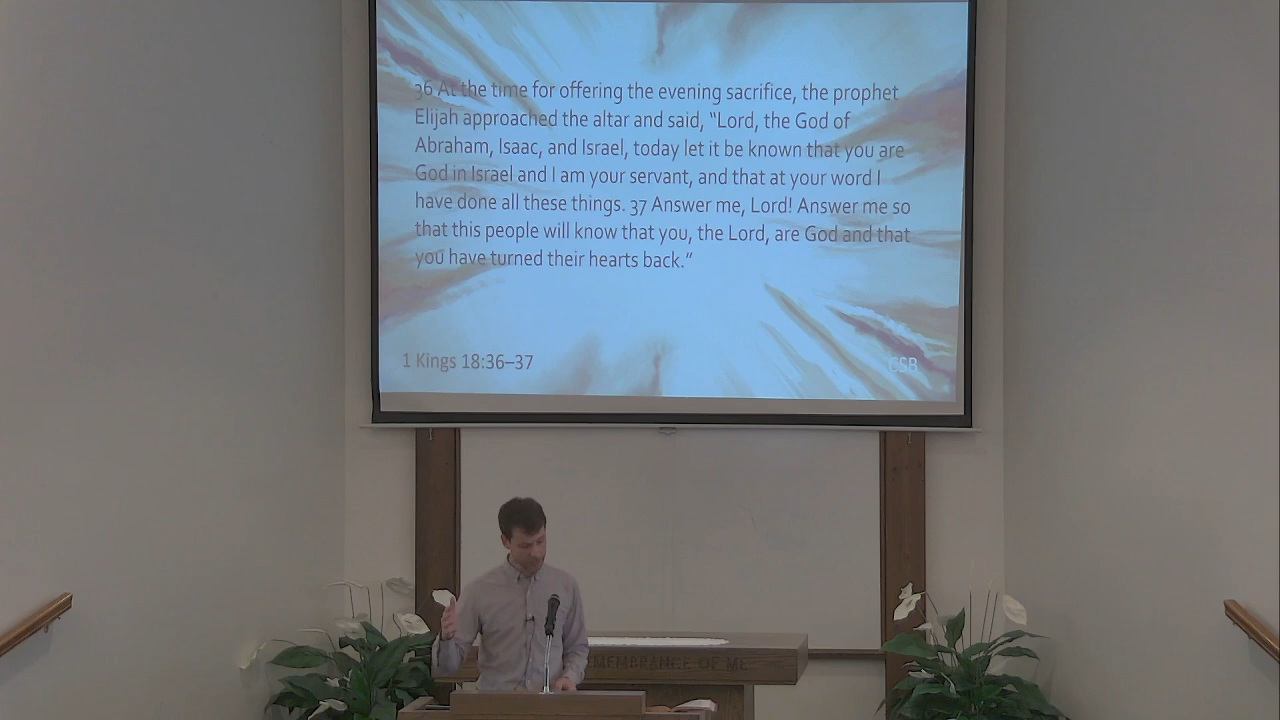 36 At the time for offering the evening sacrifice, the prophet
Elijah approached the altar and said, “Lord, the God of
Abraham, Isaac, and Israel, today let it be known that you are
God in Israel and I am your servant, and that at your word I
have done all these things. 37 Answer me, Lord! Answer me so
that this people will know that you, the Lord, are God and that
you have turned their hearts back.”
1 Kings 18:36–37
CSB
MEMBRANCE OF ME